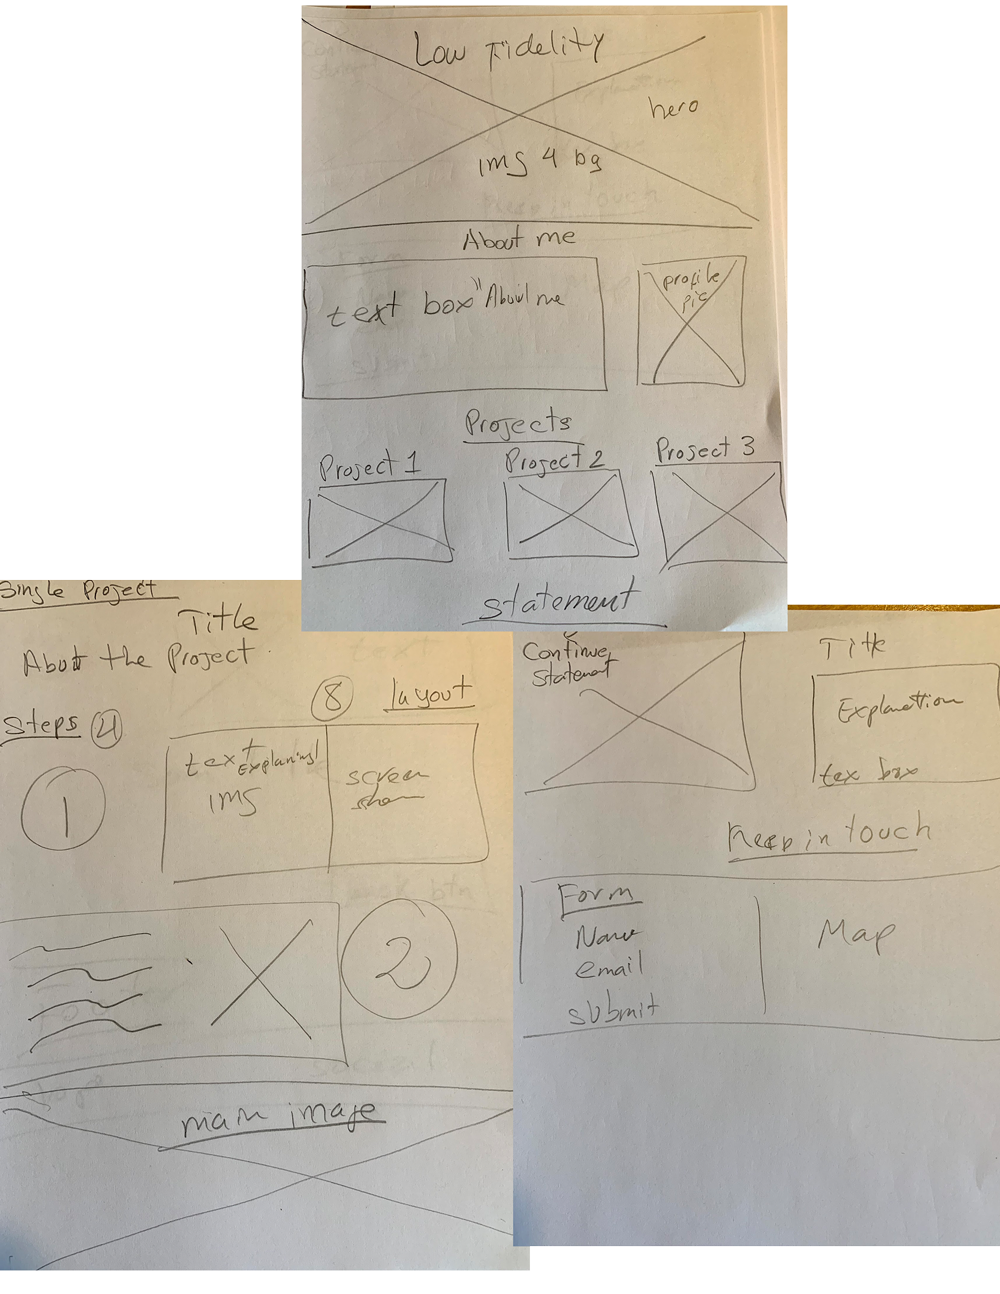 Low Fidelity
hero
img 4 bg
About me
text box "About me
profile
pic
Projects
Project 1
Project 2
Project 3
Statement
Single Project
Title
About the Project
Steps 4
8 layout
1
text Explaining
img
screen
2
main image
Continue
Statement
Title
Explanation
tex box
Keep in touch
Form
Name
email
submit
Map